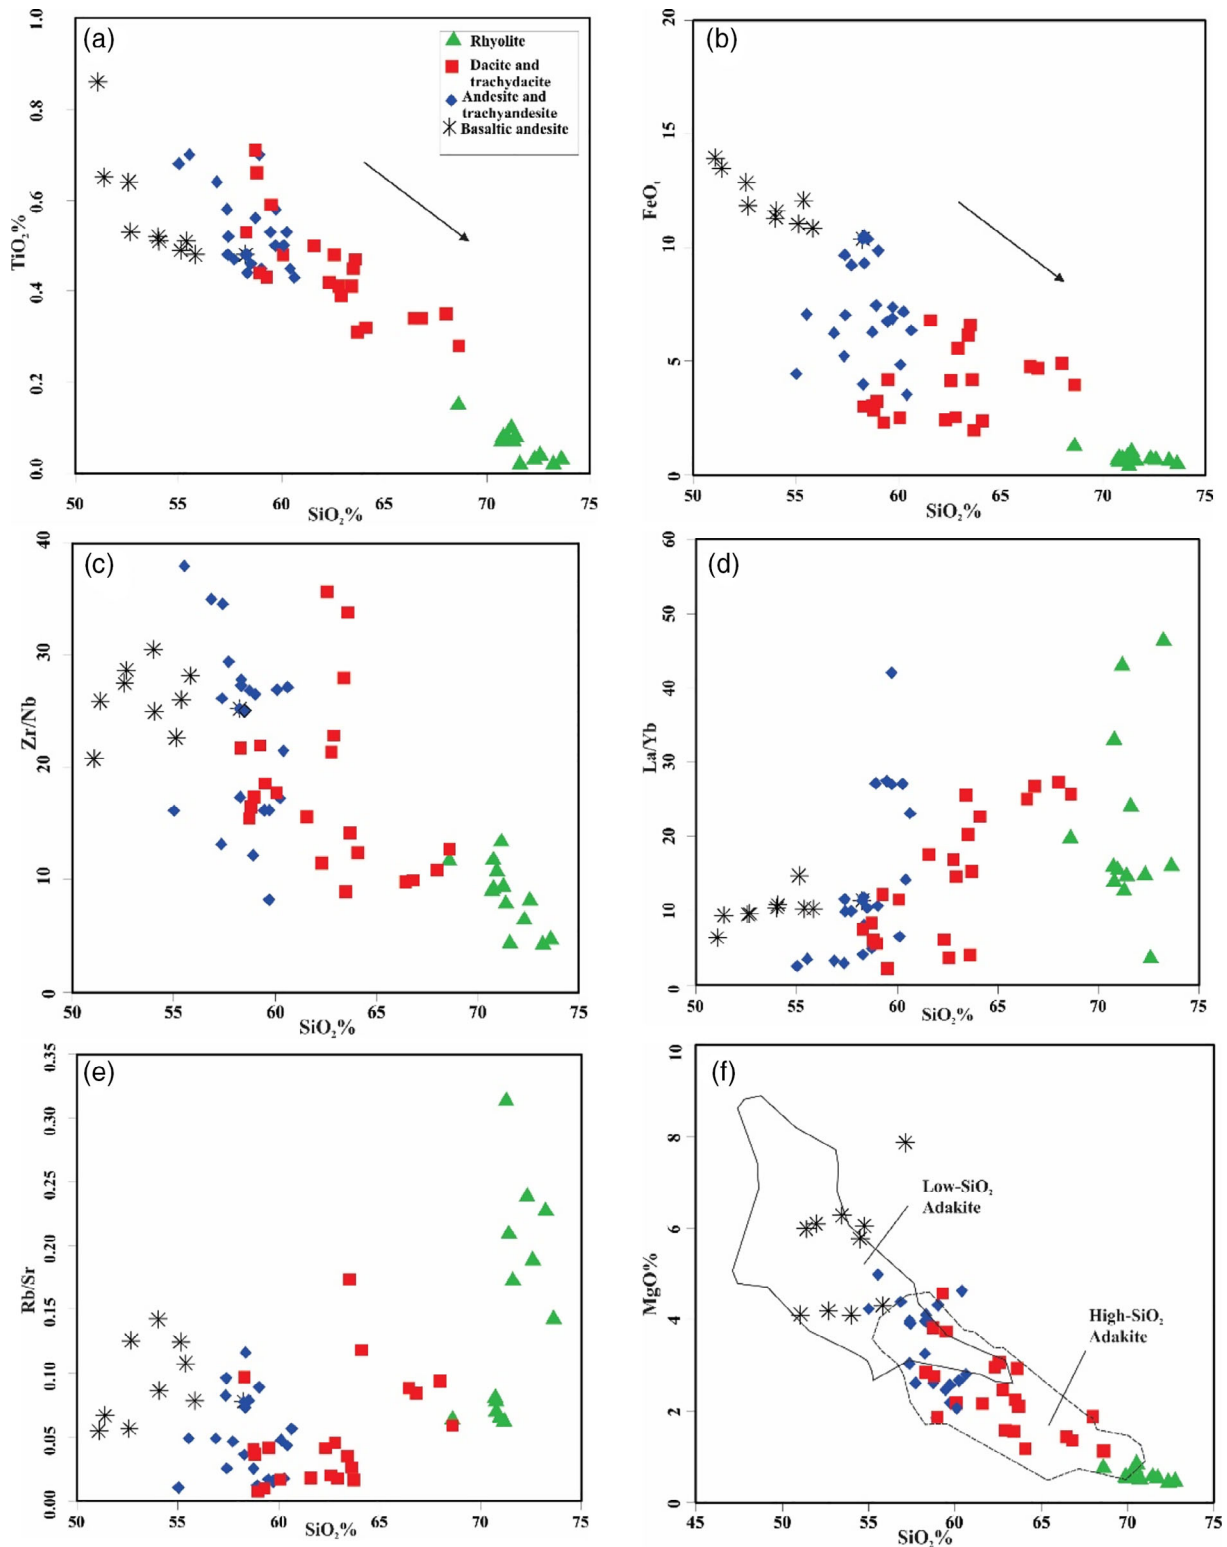 (a)
1.0
0.8
0.6
0.4
0.2
0.0
TiO₂%
Rhyolite
Dacite and
trachydacite
Andesite and
trachyandesite
Basaltic andesite
50 55 60 65 70 75
SiO₂%
(b)
20
15
10
5
0
FeOₜ
50 55 60 65 70 75
SiO₂%
(c)
40
30
20
10
0
Zr/Nb
50 55 60 65 70 75
SiO₂%
(d)
60
50
40
30
20
10
0
La/Yb
50 55 60 65 70 75
SiO₂%
(e)
0.35
0.30
0.25
0.20
0.15
0.10
0.05
0.00
Rb/Sr
50 55 60 65 70 75
SiO₂%
(f)
10
8
6
4
2
0
MgO%
Low-SiO₂
Adakite
High-SiO₂
Adakite
45 50 55 60 65 70 75
SiO₂%